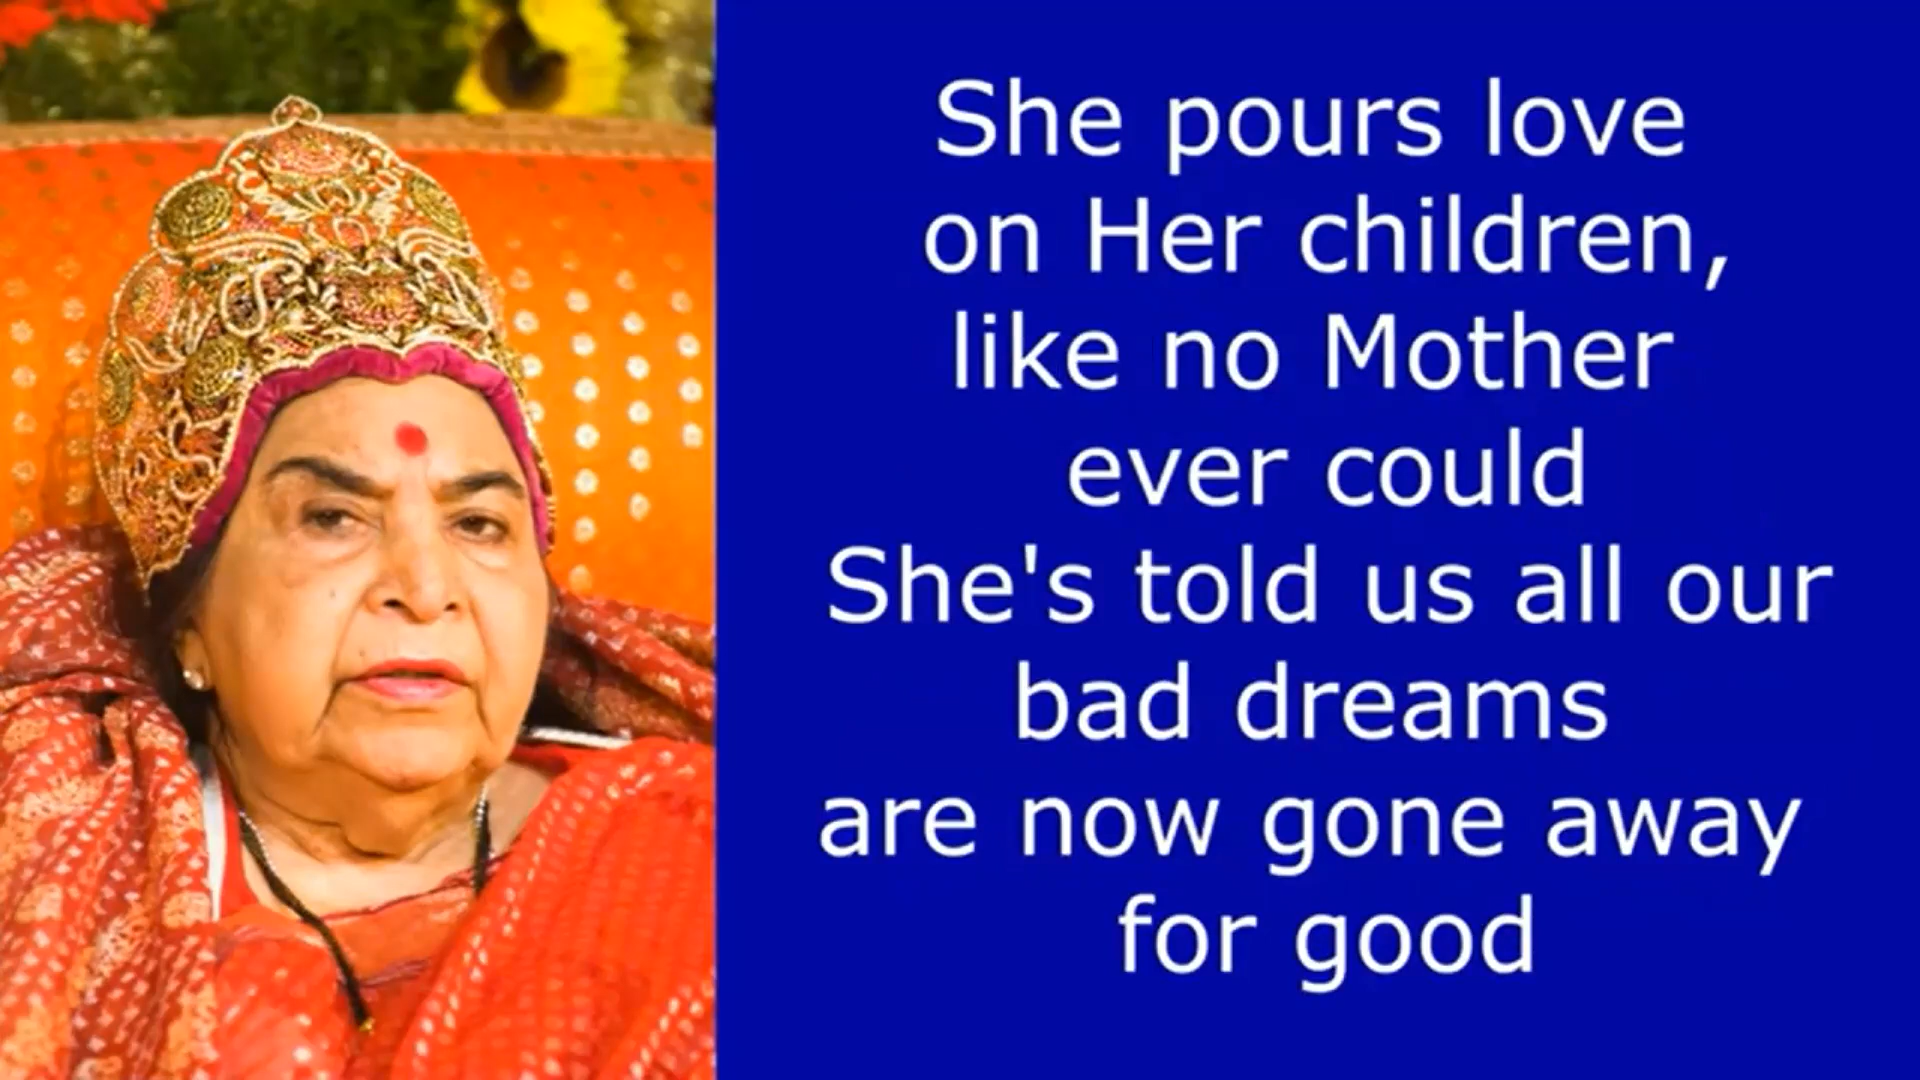 She pours love
on Her children,
like no Mother
ever could
She's told us all our
bad dreams
are now gone away
for good